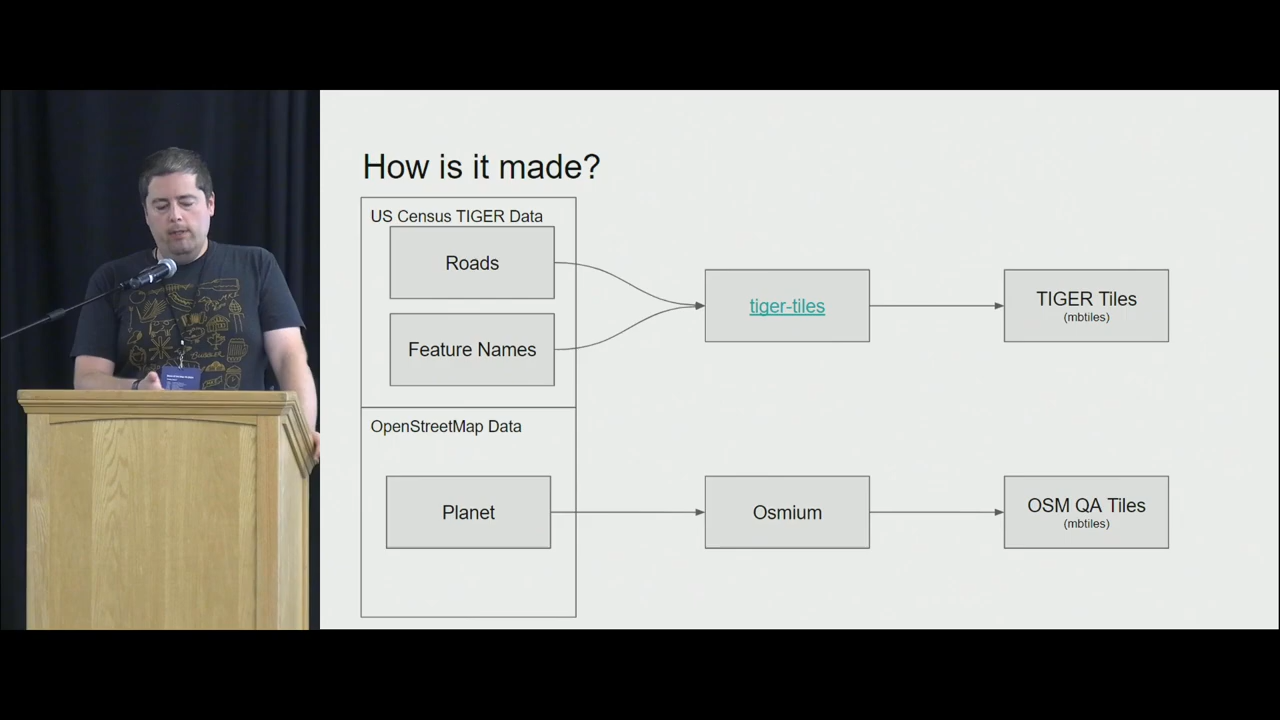 How is it made?
US Census TIGER Data
Roads
Feature Names
tiger-tiles
TIGER Tiles
(mbtiles)
OpenStreetMap Data
Planet
Osmium
OSM QA Tiles
(mbtiles)
BUBBLER